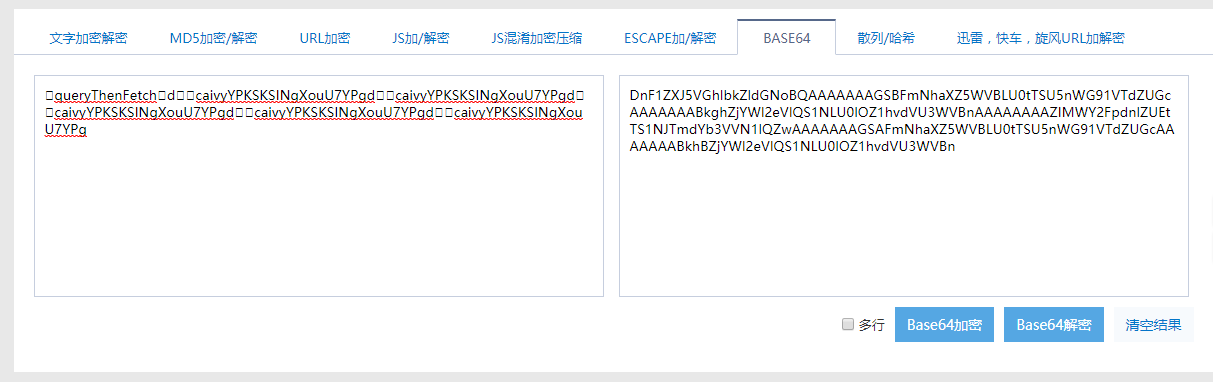 文字加密解密 MD5加密/解密 URL加密 JS加/解密 JS混淆加密压缩 ESCAPE加/解密 BASE64 散列/哈希 迅雷，快车，旋风URL加解密
queryThenFetch d caivyYPKSKSINgXouU7YPgd caivyYPKSKSINgXouU7YPgd
caivyYPKSKSINgXouU7YPgd caivyYPKSKSINgXouU7YPgd caivyYPKSKSINgXou
U7YPg
DnF1ZXJ5VGhlbkZldGNoBQAAAAAAAGSBFmNhaXZ5WVBLU0tTSU5nWG91VTdZUGc
AAAAAAABkghZjYWl2eVlQS1NLU0lOZ1hvdVU3WVBnAAAAAAAAZIMWY2FpdnlZUEt
TS1NJTmdYb3VVN1lQZwAAAAAAAGSAFmNhaXZ5WVBLU0tTSU5nWG91VTdZUGcAA
AAAAABkhBZjYWl2eVlQS1NLU0lOZ1hvdVU3WVBn
多行 Base64加密 Base64解密 清空结果